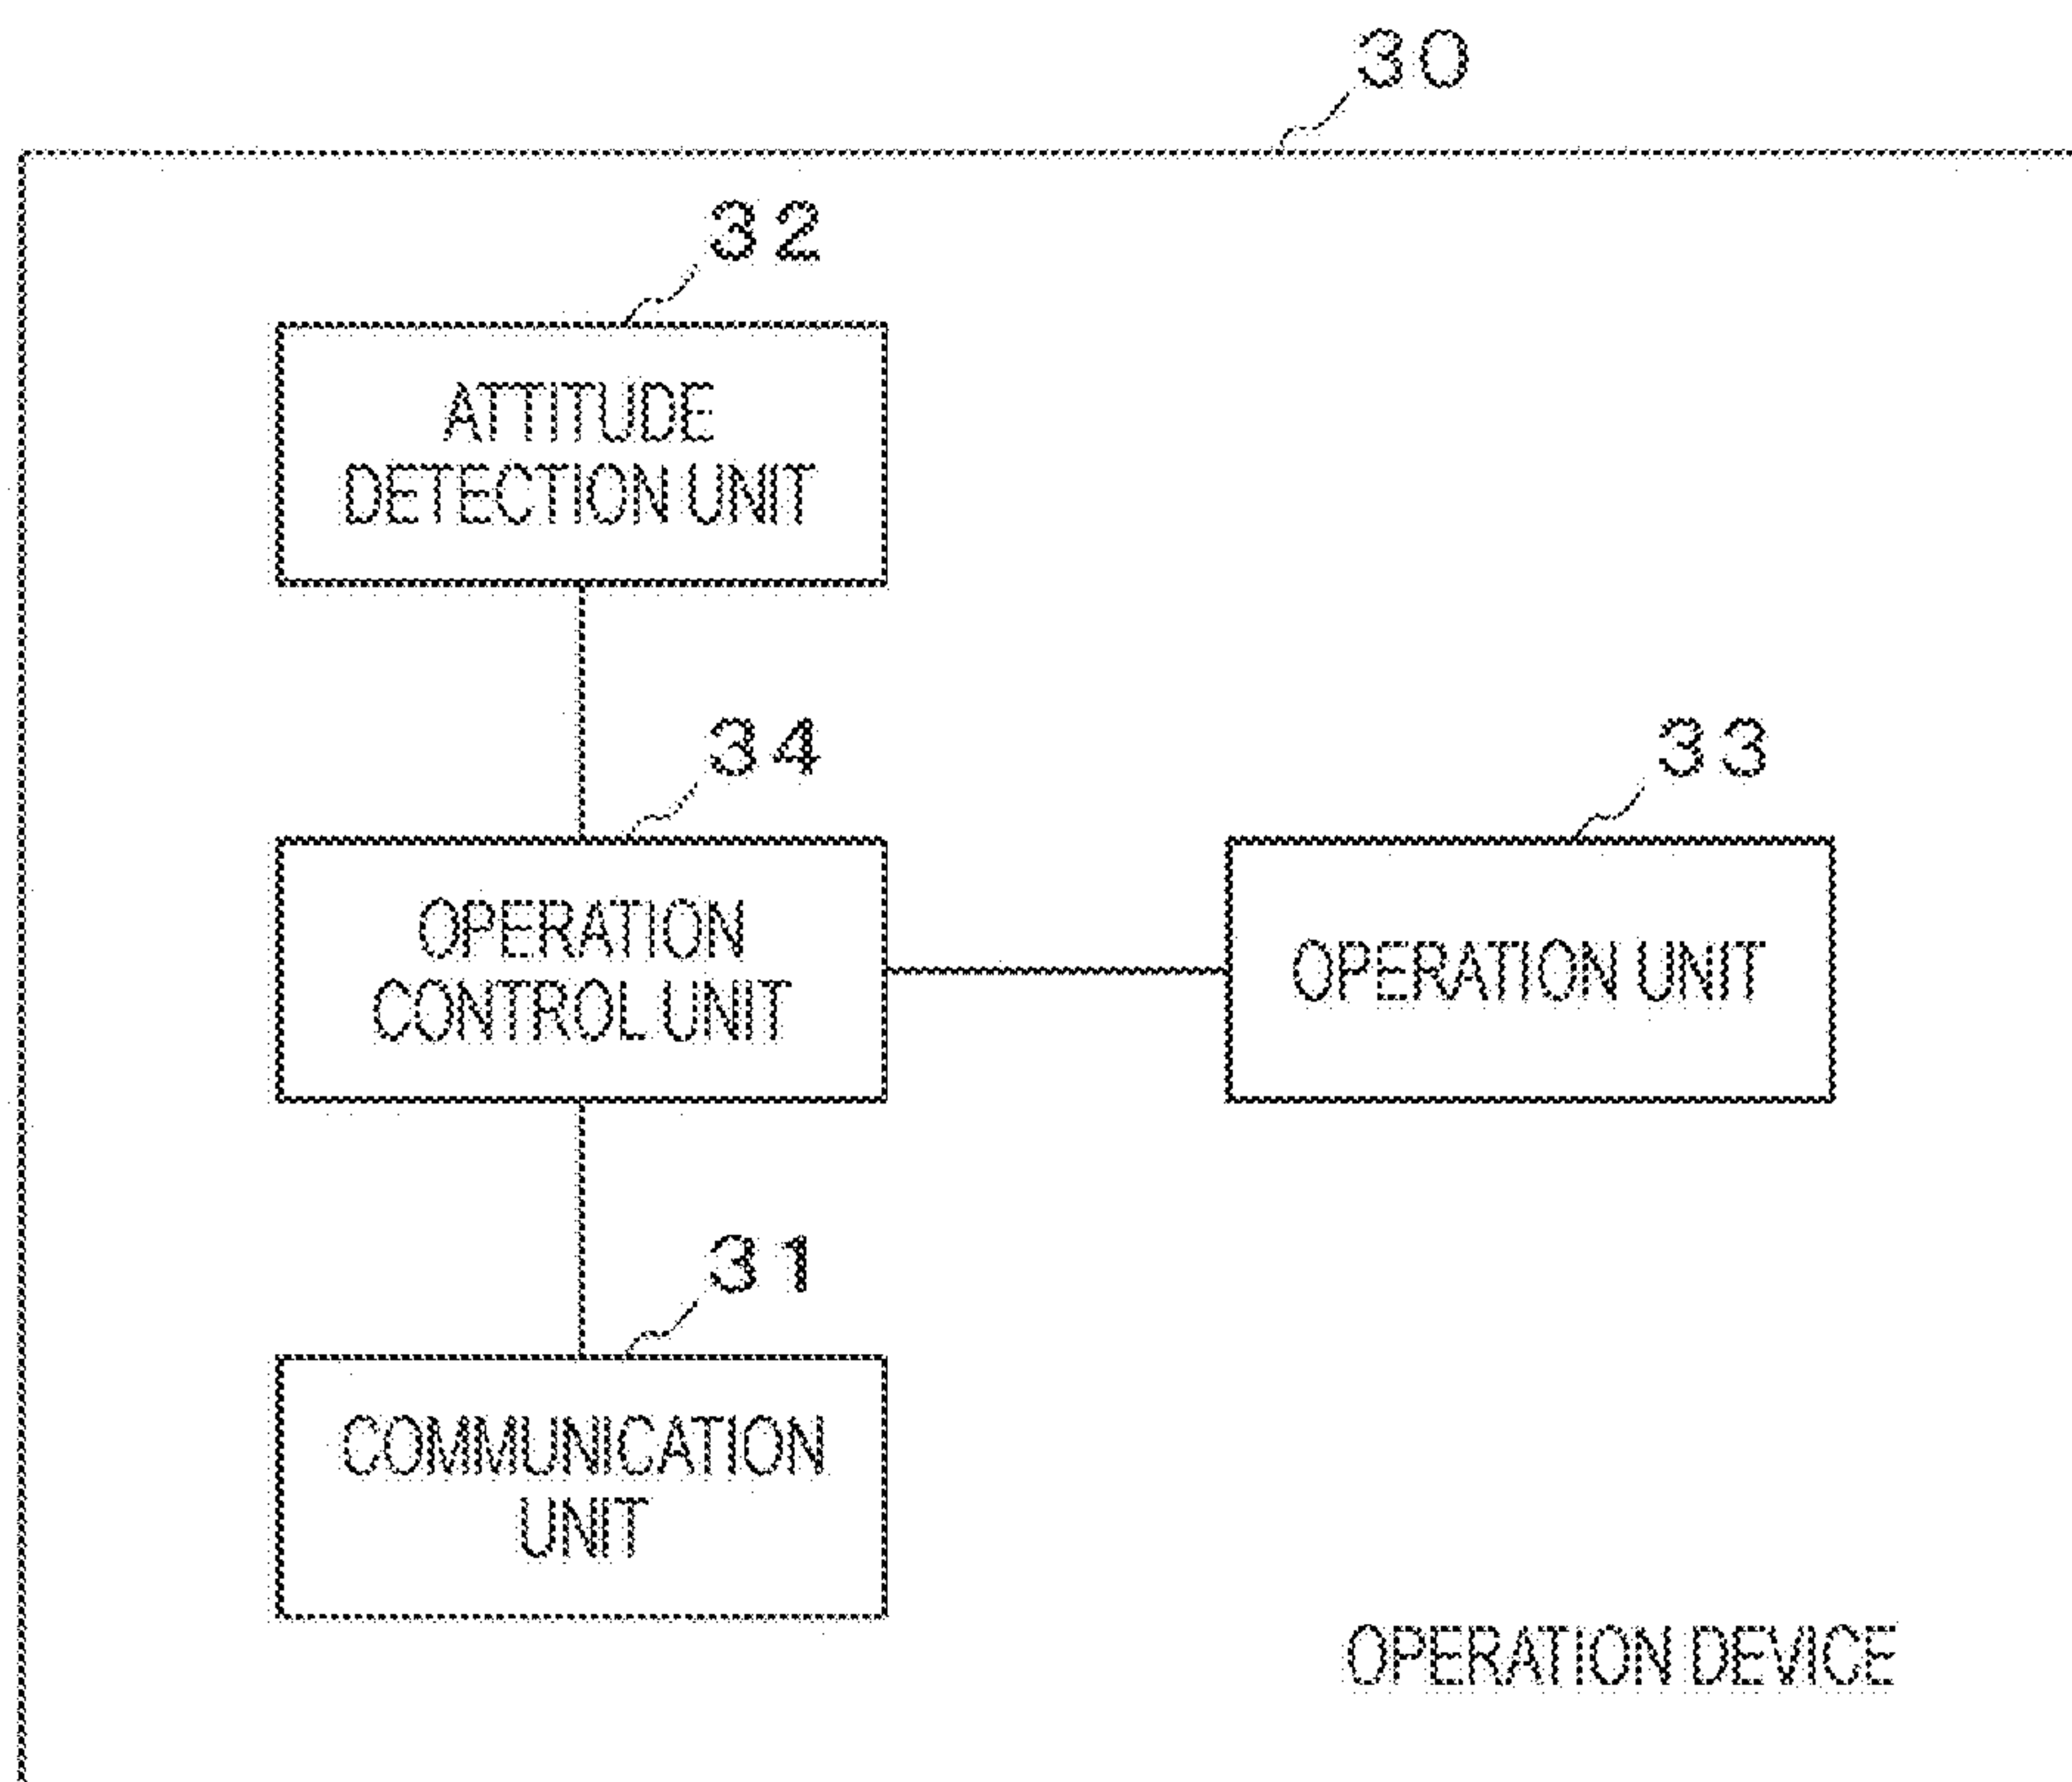 30
32
ATTITUDE
DETECTION UNIT
34
33
OPERATION
CONTROL UNIT
OPERATION UNIT
31
COMMUNICATION
UNIT
OPERATION DEVICE